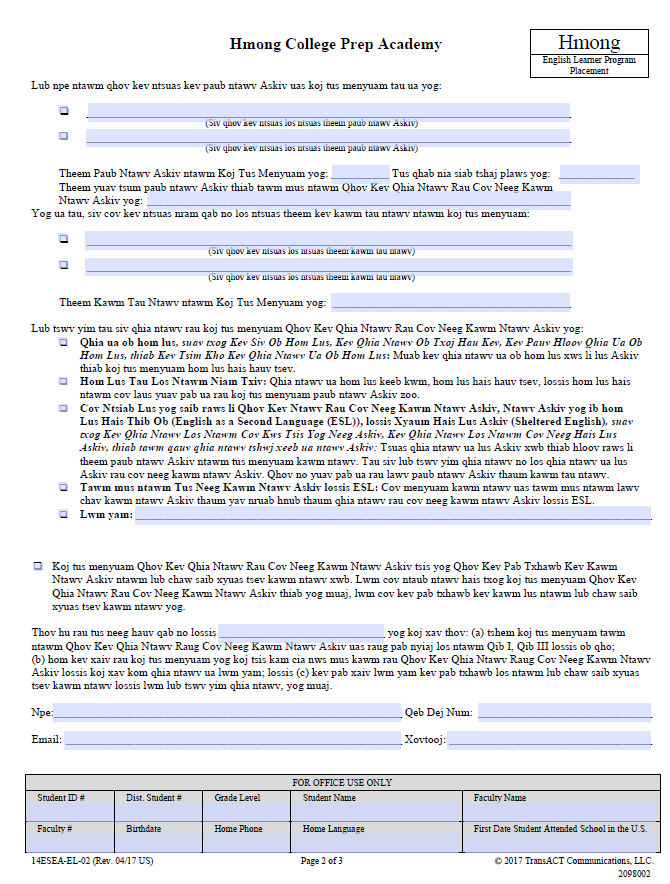 Hmong College Prep Academy
Hmong
English Learner Program
Placement
Lub npe ntawm qhov kev ntsuas kev paub ntawv Askiv uas koj tus menyuam tau ua yog:
(Siv qhov kev ntsuas los ntsuas theem paub ntawv Askiv)
(Siv qhov kev ntsuas los ntsuas theem paub ntawv Askiv)
Theem Paub Ntawv Askiv ntawm Koj Tus Menyuam yog: Tus qhab nia siab tshaj plaws yog:
Theem yuav tsum paub ntawv Askiv thiab tawm mus ntawm Qhov Kev Qhia Ntawv Rau Cov Neeg Kawm
Ntawv Askiv yog:
Yog ua tau, siv cov kev ntsuas nram qab no los ntsuas theem kev kawm tau ntawv ntawm koj tus menyuam:
(Siv qhov kev ntsuas los ntsuas theem kawm tau ntawv)
(Siv qhov kev ntsuas los ntsuas theem kawm tau ntawv)
Theem Kawm Tau Ntawv ntawm Koj Tus Menyuam yog:
Lub tswv yim tau siv qhia ntawv rau koj tus menyuam Qhov Kev Qhia Ntawv Rau Cov Neeg Kawm Ntawv Askiv yog:
Qhia ua ob hom lus, suav txog Kev Siv Ob Hom Lus, Kev Qhia Ntawv Ob Txoj Hau Kev, Kev Pauv Hloov Qhia Ua Ob
Hom Lus, thiab Kev Tsim Kho Kev Qhia Ntawv Ua Ob Hom Lus: Muab kev qhia ntawv ua ob hom lus xws li lus Askiv
thiab koj tus menyuam hom lus hais hauv tsev.
Hom Lus Tau Los Ntawm Niam Txiv: Qhia ntawv ua hom lus keeb kwm, hom lus hais hauv tsev, lossis hom lus hais
ntawm cov laus yuav pab ua rau koj tus menyuam paub ntawv Askiv zoo.
Cov Ntsiab Lus yog saib raws li Qhov Kev Ntawv Rau Cov Neeg Kawm Ntawv Askiv, Ntawv Askiv yog ib hom
Lus Hais Thib Ob (English as a Second Language (ESL)), lossis Xyaum Hais Lus Askiv (Sheltered English), suav
txog Kev Qhia Ntawv Los Ntawm Cov Kws Tsis Yog Neeg Askiv, Kev Qhia Ntawv Los Ntawm Cov Neeg Hais Lus
Askiv, thiab tawm qauv qhia ntawv tshwj xeeb ua ntawv Askiv: Tsuas qhia ntawv ua lus Askiv xwb thiab hloov raws li
theem paub ntawv Askiv ntawm tus menyuam kawm ntawv. Tau siv lub tswv yim qhia ntawv no los qhia ntawv ua lus
Askiv rau cov neeg kawm ntawv Askiv. Qhov no yuav pab ua rau lawv paub ntawv Askiv thaum kawm tau ntawv.
Tawm mus ntawm Tus Neeg Kawm Ntawv Askiv lossis ESL: Cov menyuam kawm ntawv uas tawm mus ntawm lawv
chav kawm ntawv Askiv thaum yav nruab hnub thaum qhia ntawv rau cov neeg kawm ntawv Askiv lossis ESL.
Lwm yam:
Koj tus menyuam Qhov Kev Qhia Ntawv Rau Cov Neeg Kawm Ntawv Askiv tsis yog Qhov Kev Pab Txhawb Kev Kawm
Ntawv Askiv ntawm lub chaw saib xyuas tsev kawm ntawv xwb. Lwm cov ntaub ntawv hais txog koj tus menyuam Qhov Kev
Qhia Ntawv Rau Cov Neeg Kawm Ntawv Askiv thiab yog muaj, lwm cov kev pab txhawb kev kawm lus ntawm lub chaw saib
xyuas tsev kawm ntawv yog.
Thov hu rau tus neeg hauv qab no lossis yog koj xav thov: (a) tshem koj tus menyuam tawm
ntawm Qhov Kev Qhia Ntawv Raug Cov Neeg Kawm Ntawv Askiv uas raug pab nyiaj los ntawm Qib I, Qib III lossis ob qho;
(b) hom kev xaiv rau koj tus menyuam yog koj tsis kam cia nws mus kawm rau Qhov Kev Qhia Ntawv Raug Cov Neeg Kawm Ntawv
Askiv lossis koj xav kom qhia ntawv ua lwm yam; lossis (c) kev pab xaiv lwm yam kev pab txhawb los ntawm lub chaw saib xyuas
tsev kawm ntawv lossis lwm lub tswv yim qhia ntawv, yog muaj.
Npe: Qeb Dej Num:
Email: Xovtooj:
FOR OFFICE USE ONLY
Student ID # Dist. Student # Grade Level Student Name Faculty Name
Faculty # Birthdate Home Phone Home Language First Date Student Attended School in the U.S.
14ESEA-EL-02 (Rev. 04/17 US) Page 2 of 3 © 2017 TransACT Communications, LLC.
2098002